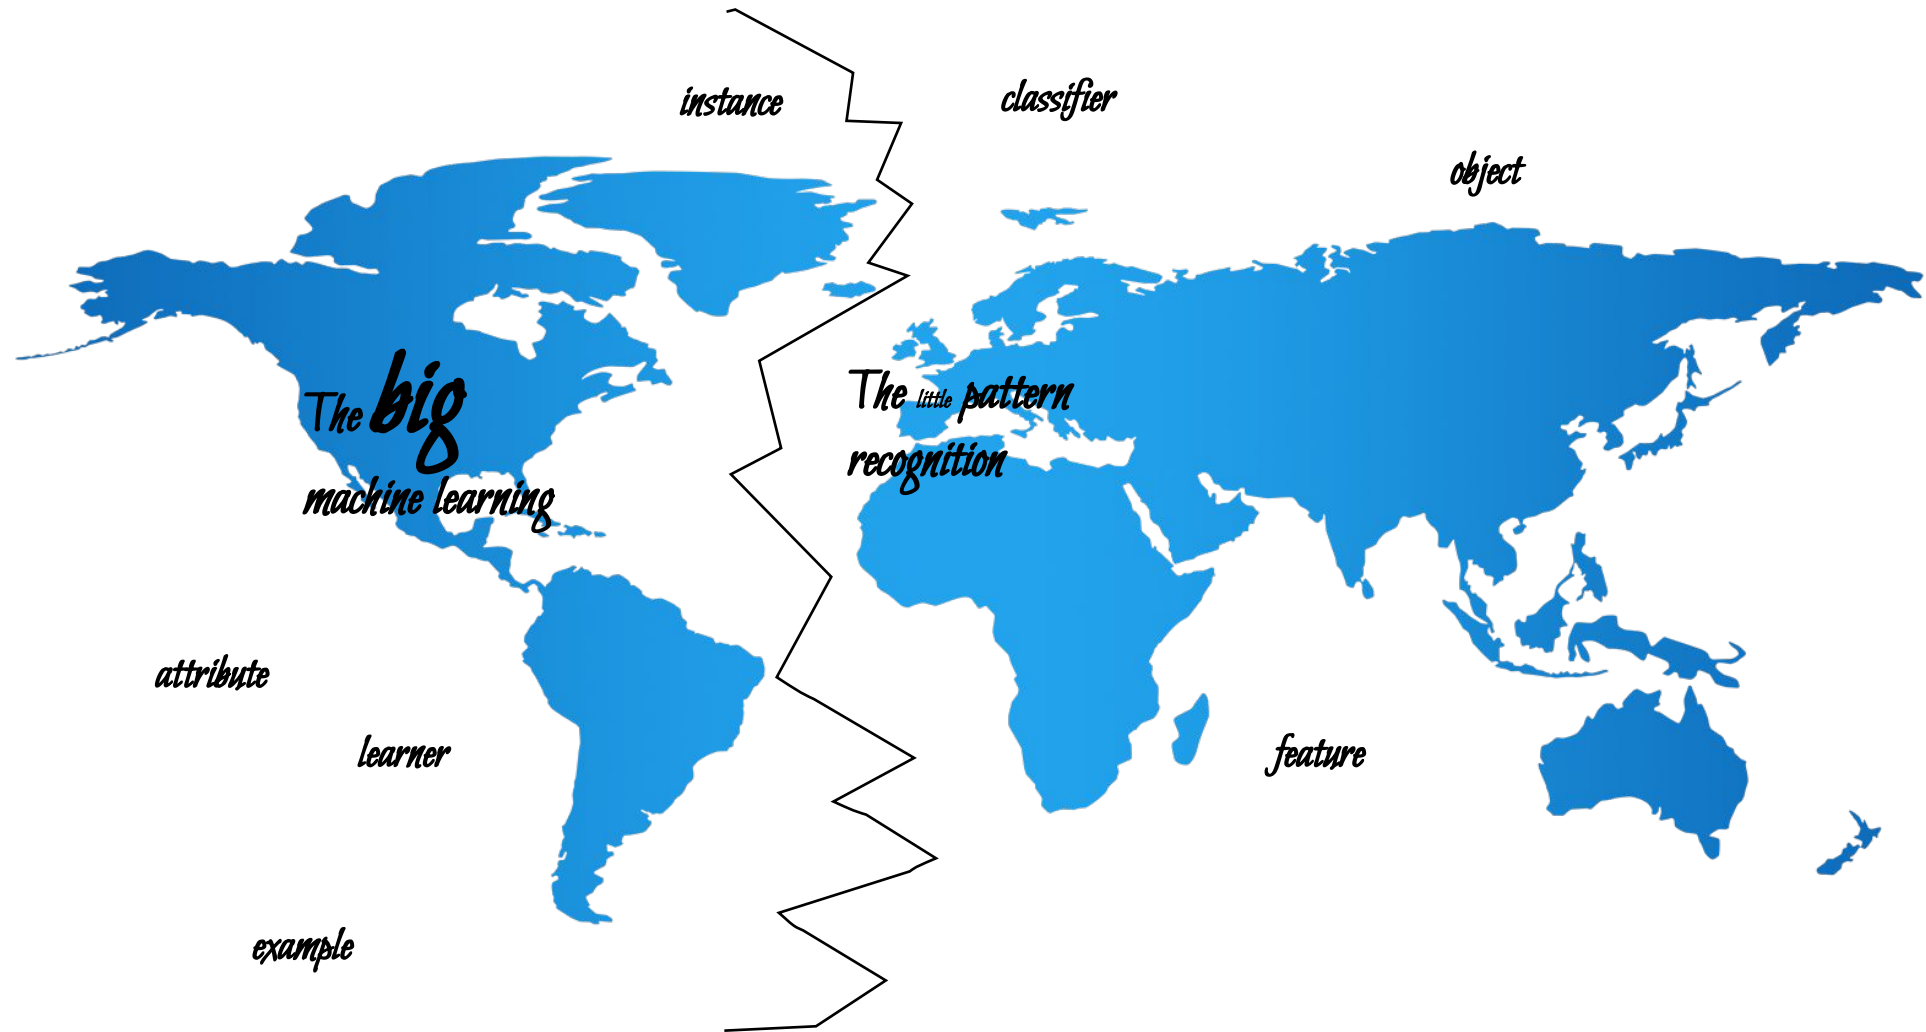 instance
classifier
object
The big
machine learning
The little pattern
recognition
attribute
learner
feature
example